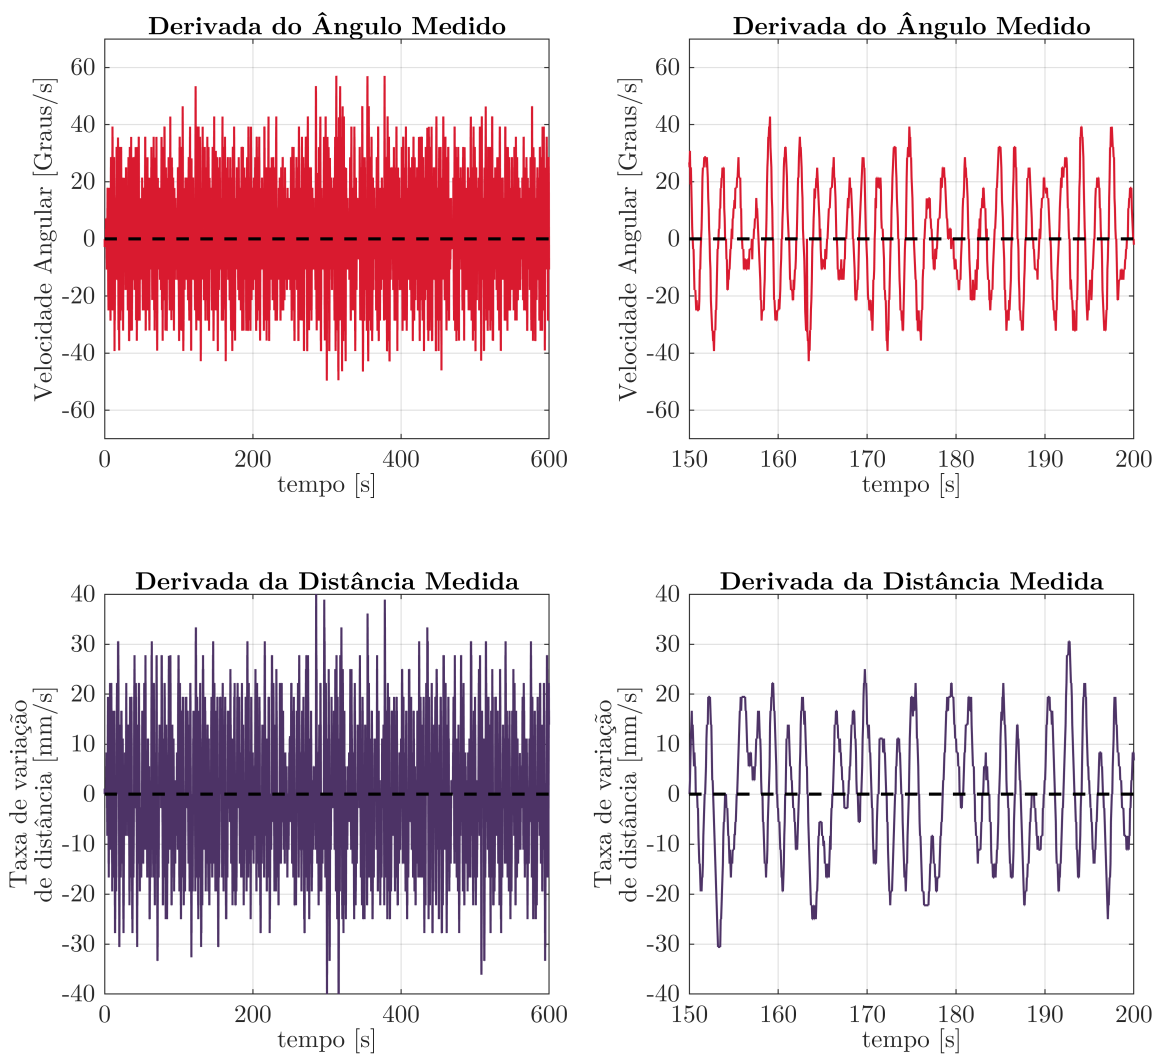 Derivada do Ângulo Medido
Velocidade Angular [Graus/s]
60
40
20
0
-20
-40
-60
0 200 400 600
tempo [s]
Derivada do Ângulo Medido
Velocidade Angular [Graus/s]
60
40
20
0
-20
-40
-60
150 160 170 180 190 200
tempo [s]
Derivada da Distância Medida
Taxa de variação
de distância [mm/s]
40
30
20
10
0
-10
-20
-30
-40
0 200 400 600
tempo [s]
Derivada da Distância Medida
Taxa de variação
de distância [mm/s]
40
30
20
10
0
-10
-20
-30
-40
150 160 170 180 190 200
tempo [s]